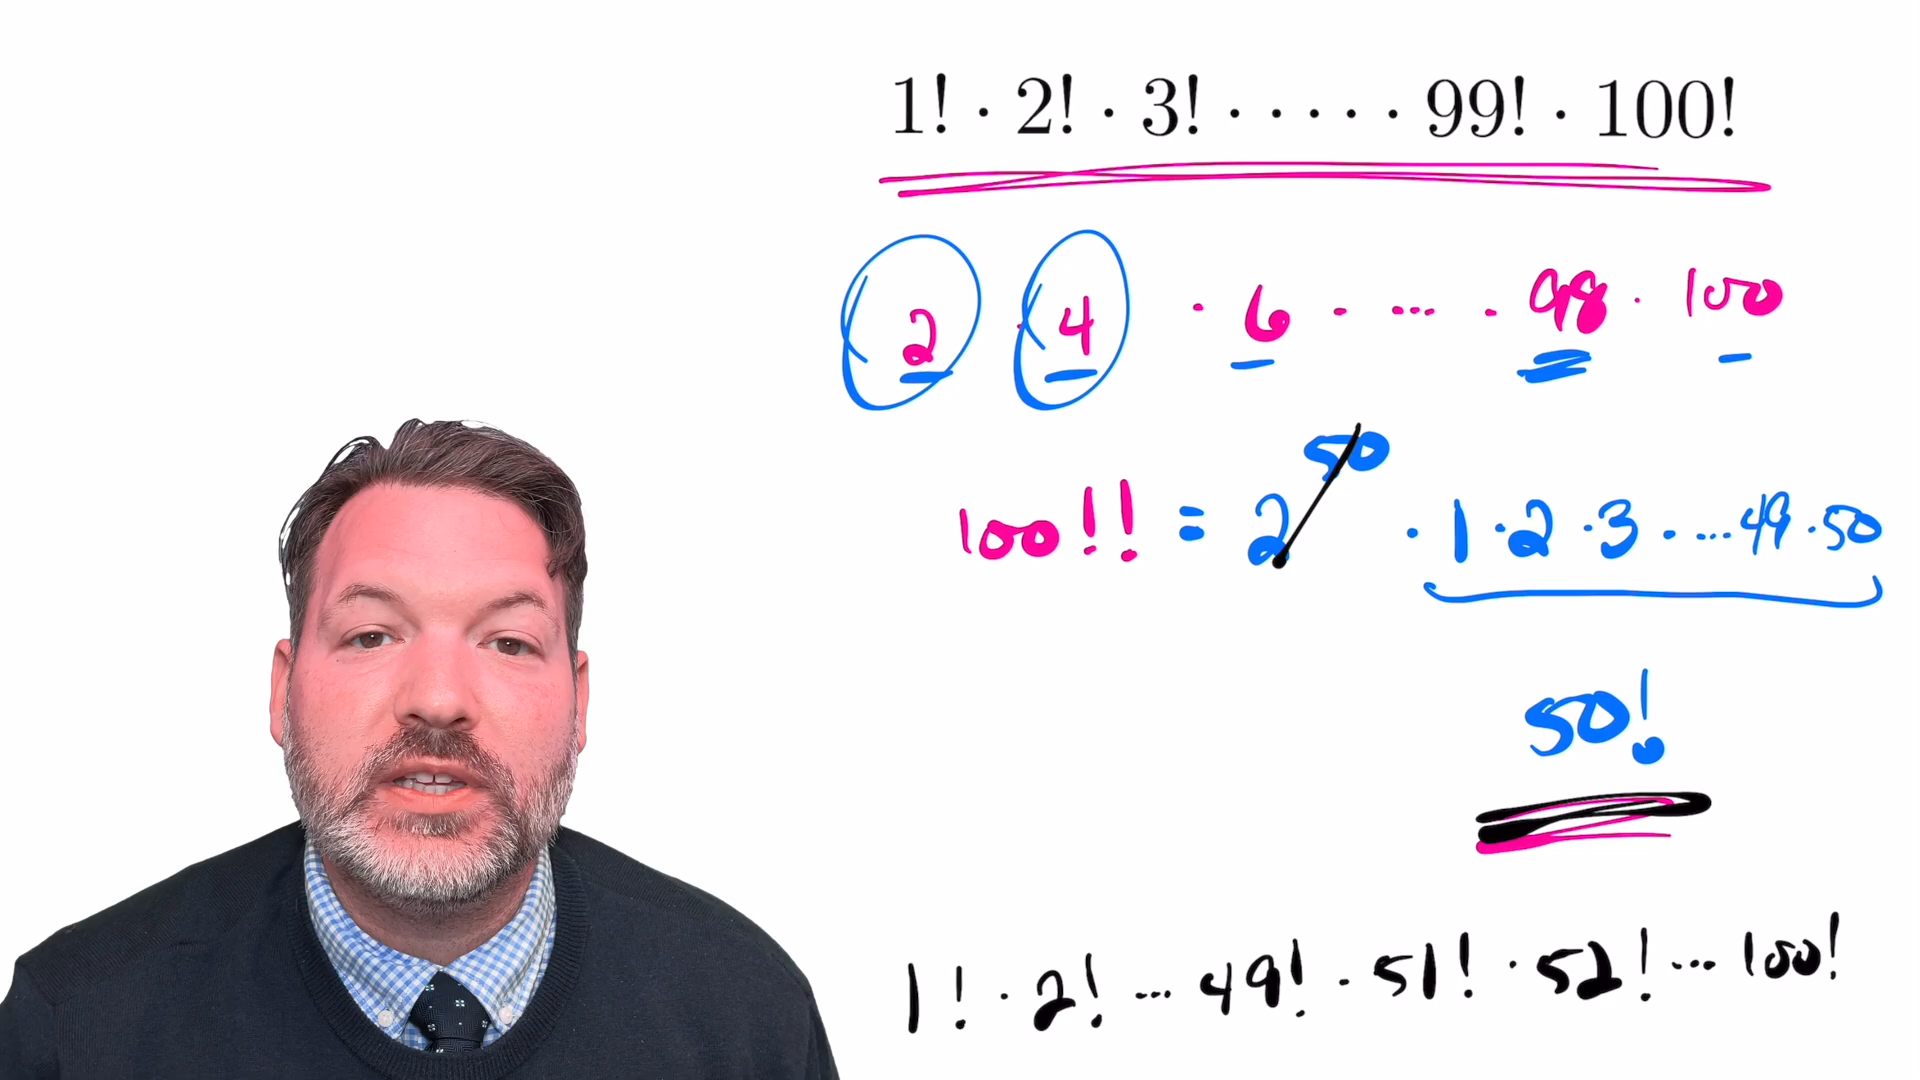 1! · 2! · 3! · · · · · 99! · 100!
2 · 4 · 6 · ... · 98 · 100
100!! = 2^50 · 1 · 2 · 3 · ... 49 · 50
50!
1! · 2! ... 49! · 51! · 52! ... 100!